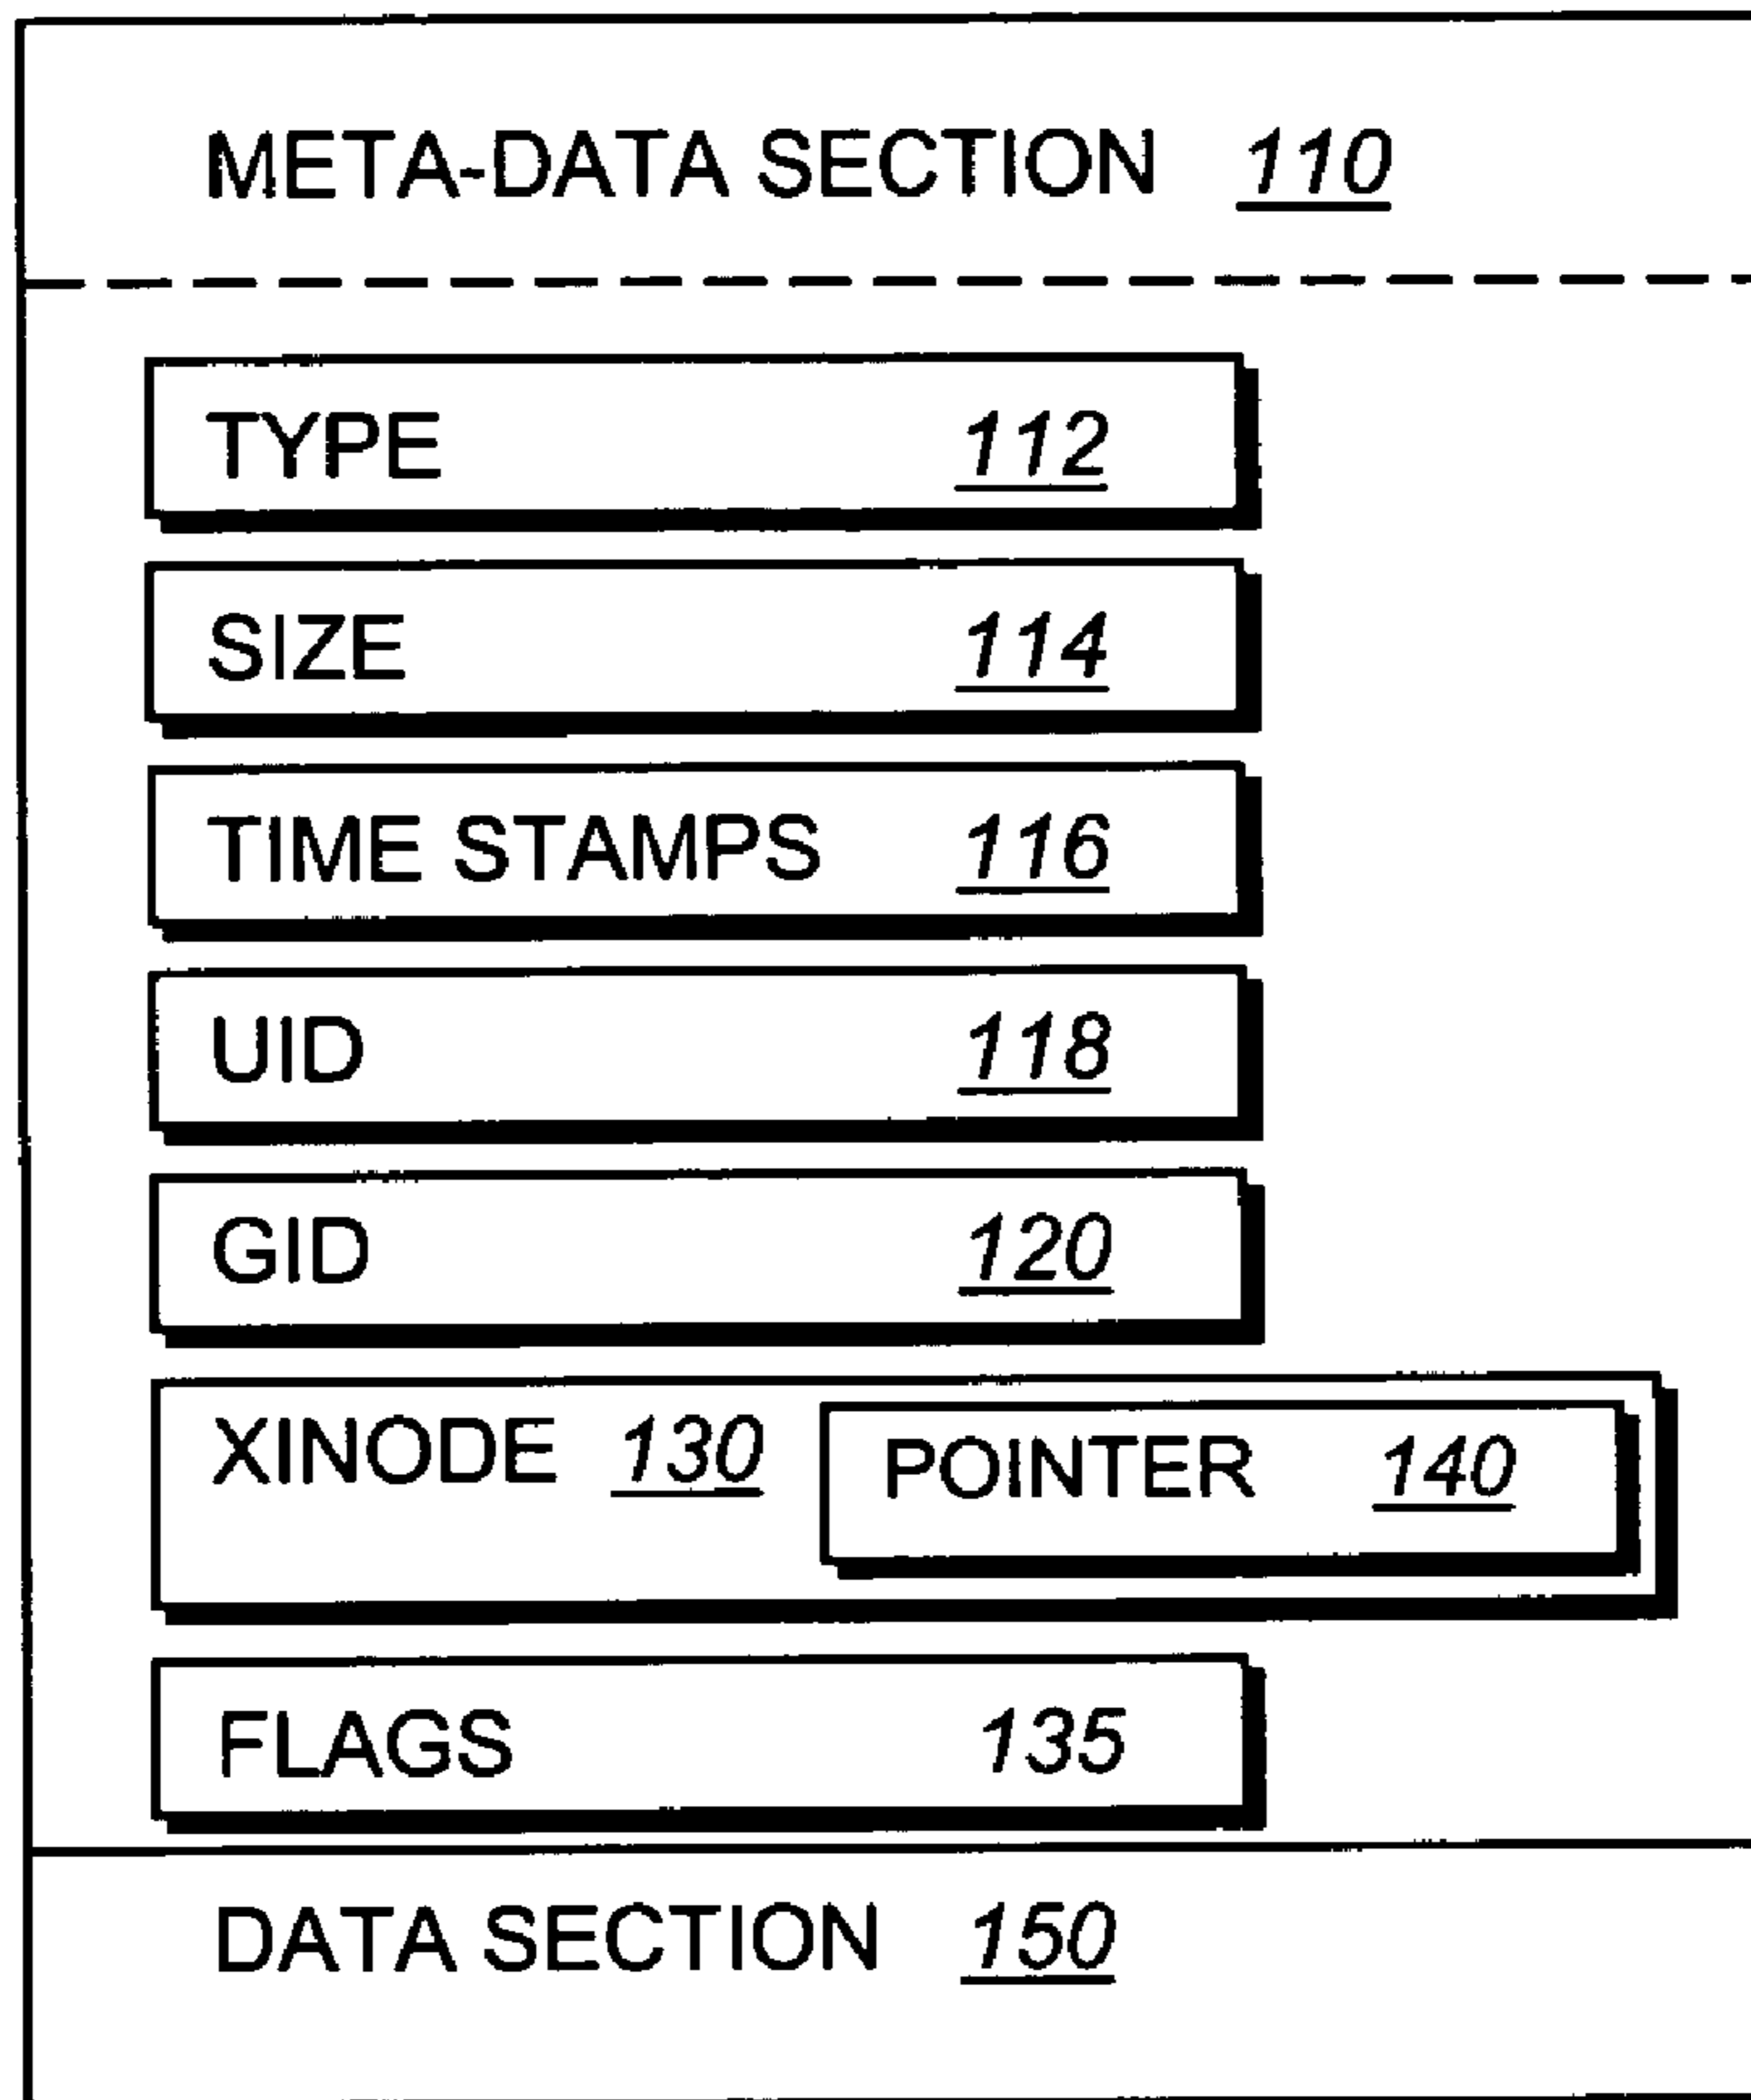 META-DATA SECTION 110
TYPE 112
SIZE 114
TIME STAMPS 116
UID 118
GID 120
XINODE 130 POINTER 140
FLAGS 135
DATA SECTION 150